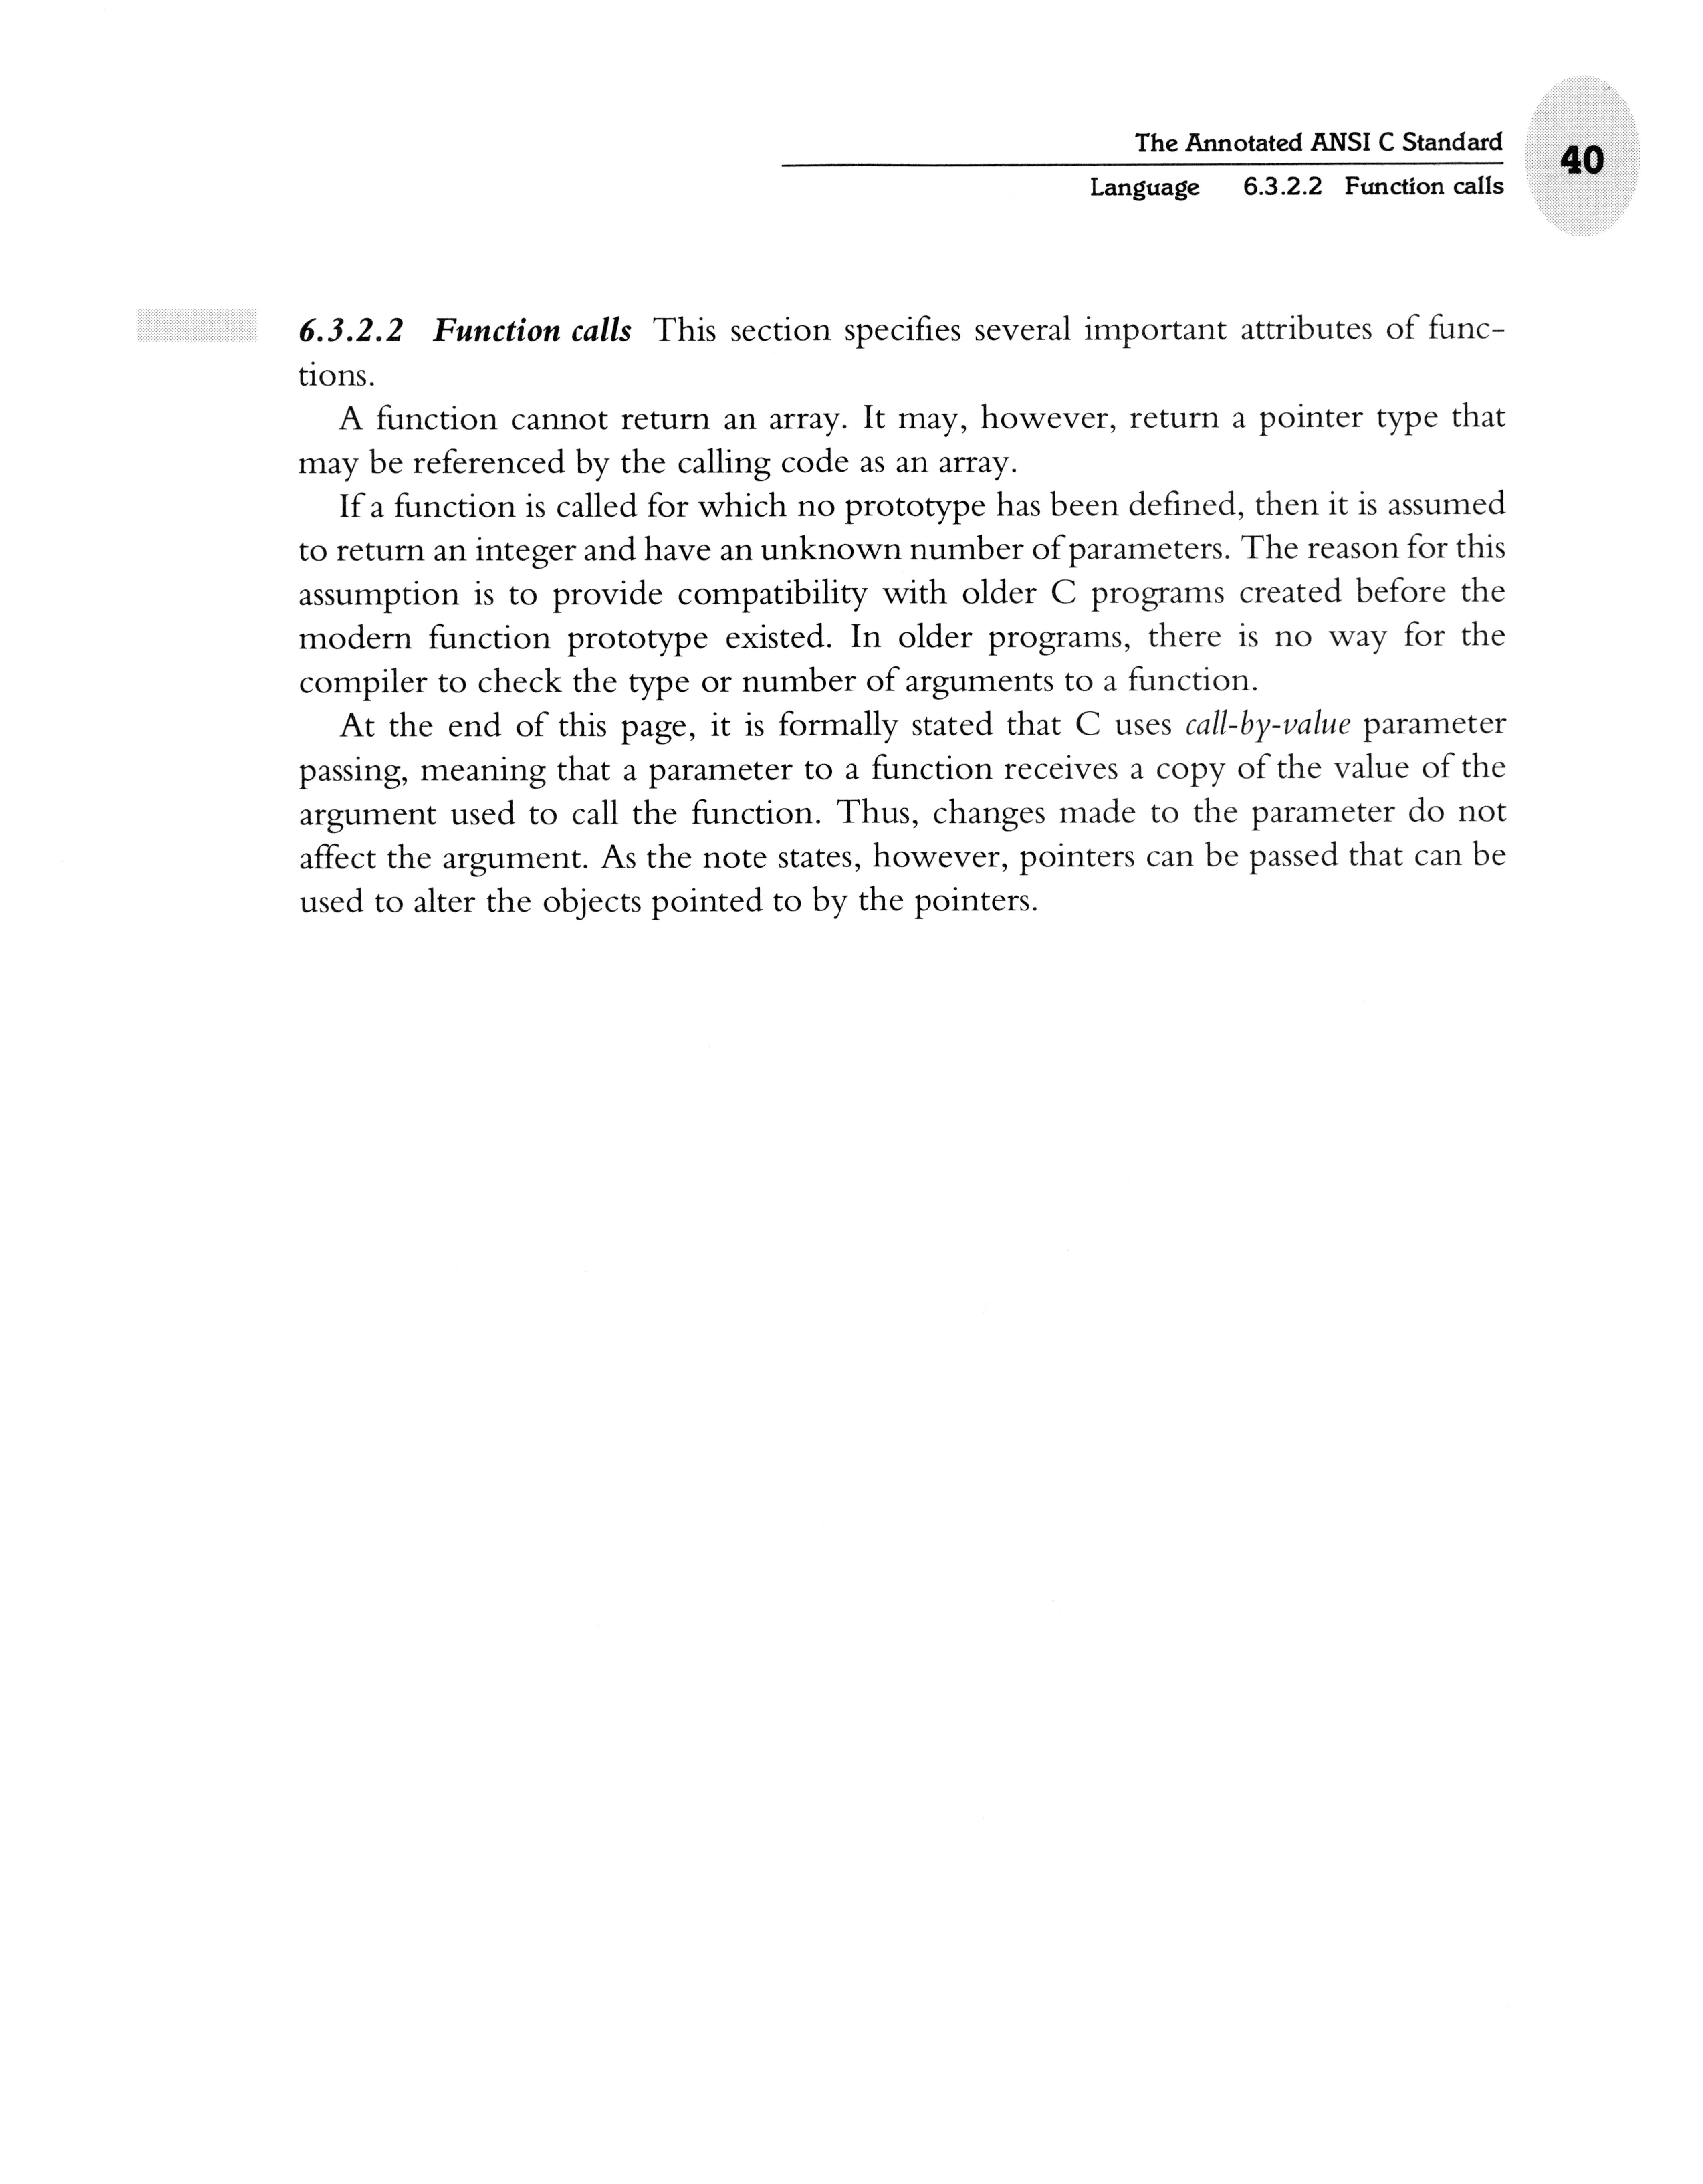 The Annotated ANSI C Standard
40
Language 6.3.2.2 Function calls
6.3.2.2 Function calls This section specifies several important attributes of func-
tions.
A function cannot return an array. It may, however, return a pointer type that
may be referenced by the calling code as an array.
If a function is called for which no prototype has been defined, then it is assumed
to return an integer and have an unknown number of parameters. The reason for this
assumption is to provide compatibility with older C programs created before the
modern function prototype existed. In older programs, there is no way for the
compiler to check the type or number of arguments to a function.
At the end of this page, it is formally stated that C uses call-by-value parameter
passing, meaning that a parameter to a function receives a copy of the value of the
argument used to call the function. Thus, changes made to the parameter do not
affect the argument. As the note states, however, pointers can be passed that can be
used to alter the objects pointed to by the pointers.